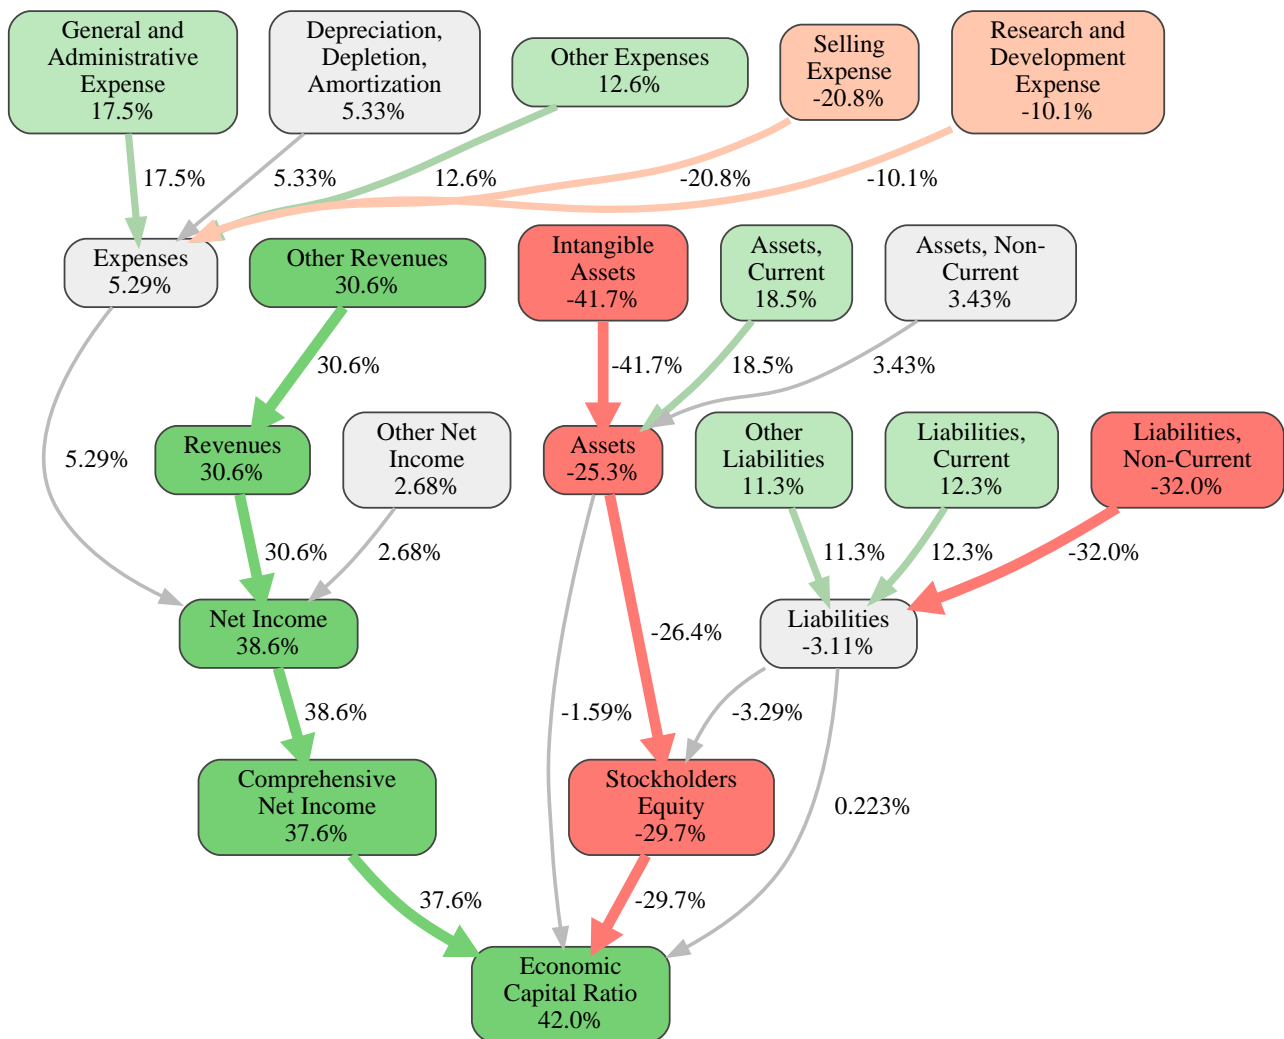 General and
Administrative
Expense
17.5%
Depreciation,
Depletion,
Amortization
5.33%
Other Expenses
12.6%
Selling
Expense
-20.8%
Research and
Development
Expense
-10.1%
17.5%
5.33%
12.6%
-20.8%
-10.1%
Expenses
5.29%
Other Revenues
30.6%
Intangible
Assets
-41.7%
Assets,
Current
18.5%
Assets, Non-
Current
3.43%
30.6%
-41.7%
18.5%
3.43%
5.29%
Revenues
30.6%
Other Net
Income
2.68%
Assets
-25.3%
Other
Liabilities
11.3%
Liabilities,
Current
12.3%
Liabilities,
Non-Current
-32.0%
30.6%
2.68%
11.3%
12.3%
-32.0%
Net Income
38.6%
-26.4%
Liabilities
-3.11%
38.6%
-1.59%
-3.29%
Comprehensive
Net Income
37.6%
Stockholders
Equity
-29.7%
0.223%
37.6%
-29.7%
Economic
Capital Ratio
42.0%